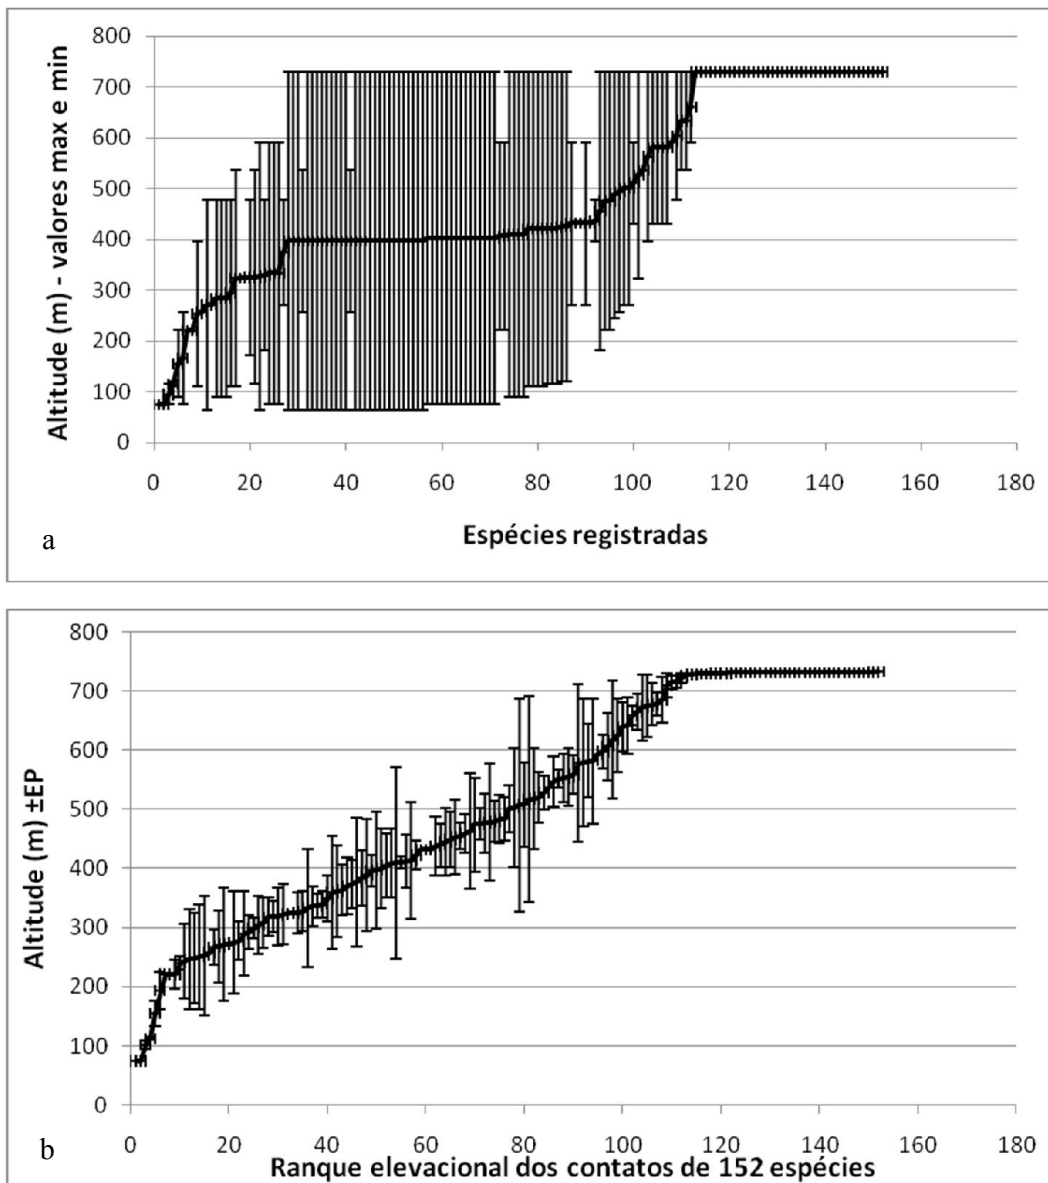 800
700
600
500
400
300
200
100
0
Altitude (m) - valores max e min
0 20 40 60 80 100 120 140 160 180
Espécies registradas
a
800
700
600
500
400
300
200
100
0
Altitude (m) ±EP
0 20 40 60 80 100 120 140 160 180
Ranque elevacional dos contatos de 152 espécies
b